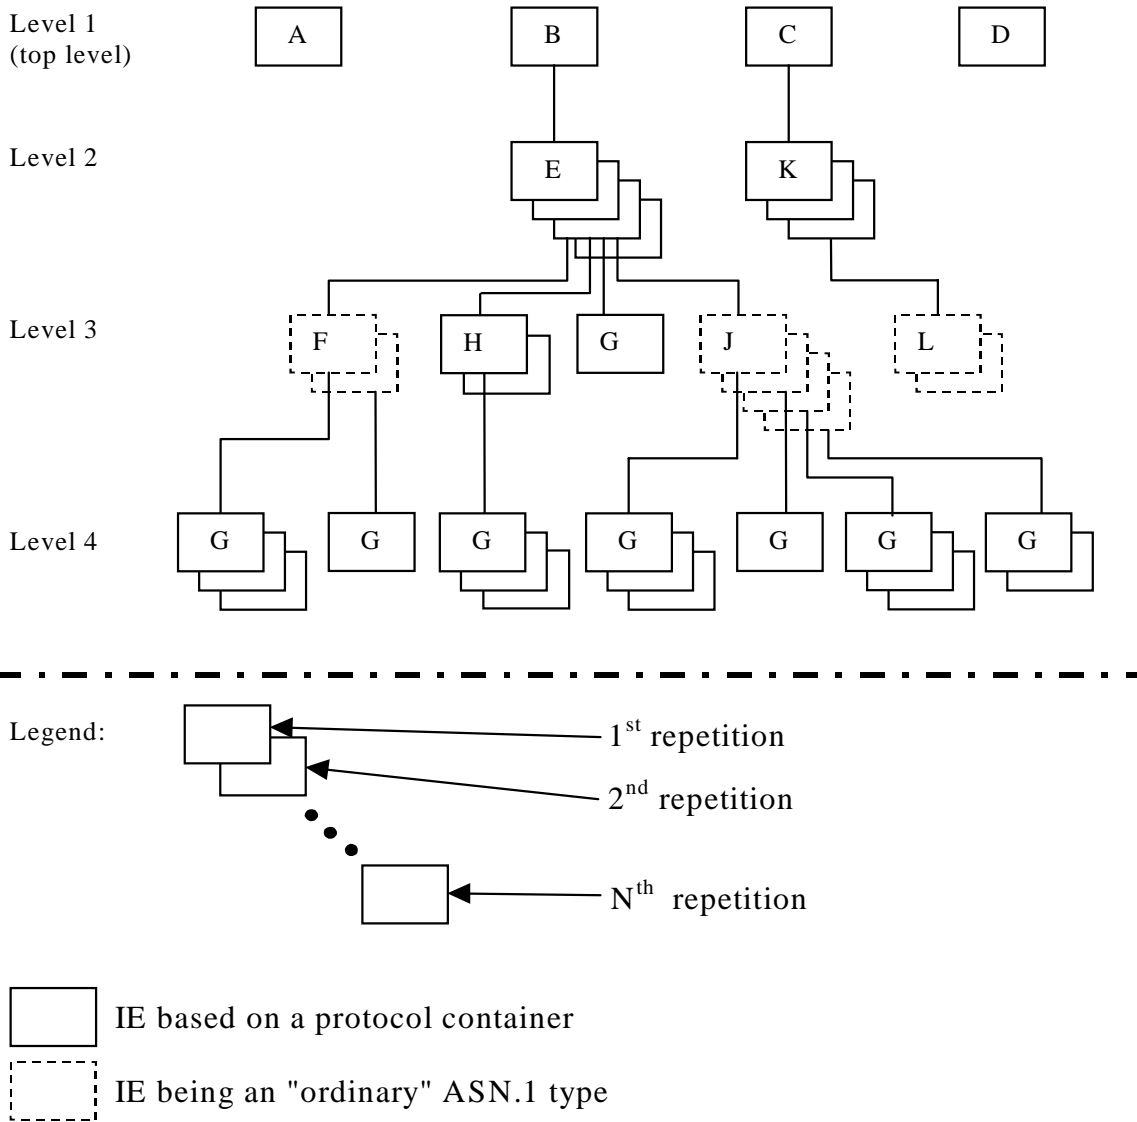 Level 1
(top level)
A
B
C
D
Level 2
E
K
Level 3
F
H
G
J
L
Level 4
G
G
G
G
G
G
G
Legend:
1st repetition
2nd repetition
Nth repetition
IE based on a protocol container
IE being an "ordinary" ASN.1 type